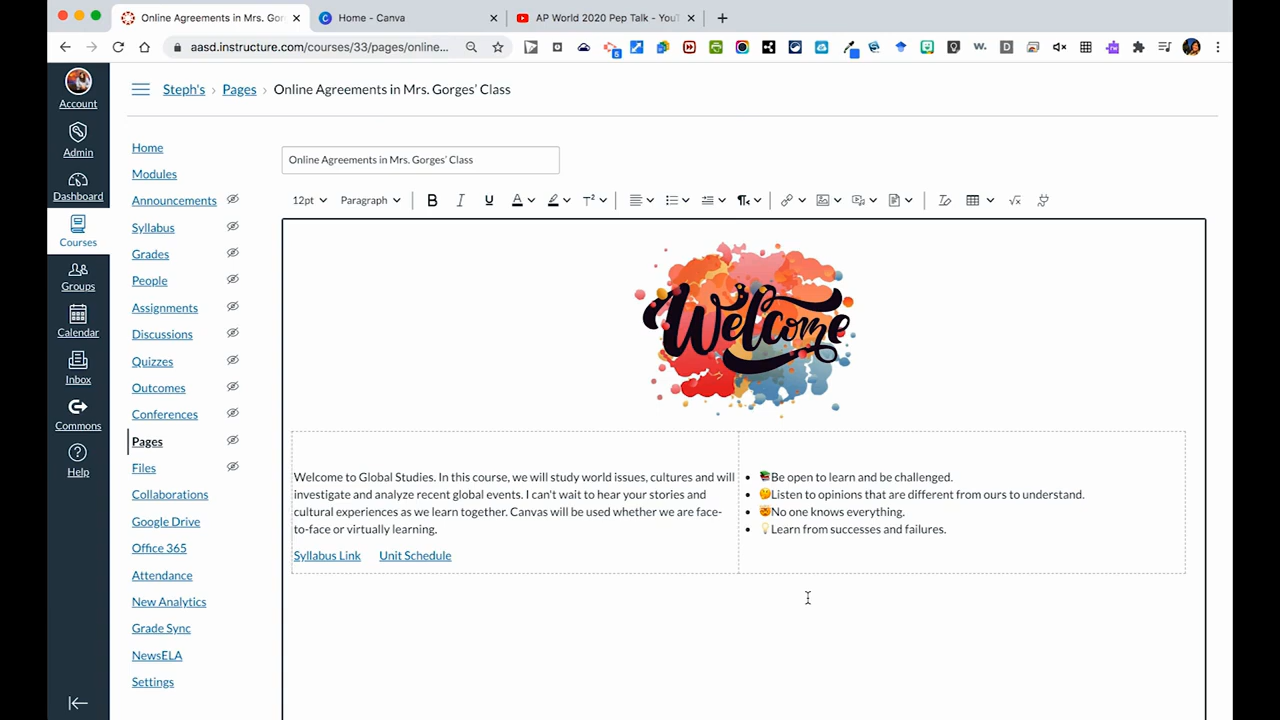 Online Agreements in Mrs. Gor
Home - Canva
AP World 2020 Pep Talk - YouT
aasd.instructure.com/courses/33/pages/online...
Account
Admin
Dashboard
Courses
Groups
Calendar
Inbox
Commons
Help
Steph's › Pages › Online Agreements in Mrs. Gorges' Class
Home
Modules
Announcements
Syllabus
Grades
People
Assignments
Discussions
Quizzes
Outcomes
Conferences
Pages
Files
Collaborations
Google Drive
Office 365
Attendance
New Analytics
Grade Sync
NewsELA
Settings
Online Agreements in Mrs. Gorges' Class
12pt Paragraph B I U A T²
Welcome
Welcome to Global Studies. In this course, we will study world issues, cultures and will
investigate and analyze recent global events. I can't wait to hear your stories and
cultural experiences as we learn together. Canvas will be used whether we are face-
to-face or virtually learning.
Syllabus Link Unit Schedule
• 📚Be open to learn and be challenged.
• 🤔Listen to opinions that are different from ours to understand.
• 🤯No one knows everything.
• 💡Learn from successes and failures.